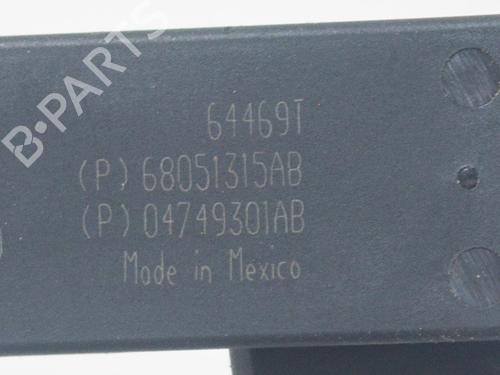 B-PARTS
64469T
(P) 68051315AB
(P) 04749301AB
Made in Mexico